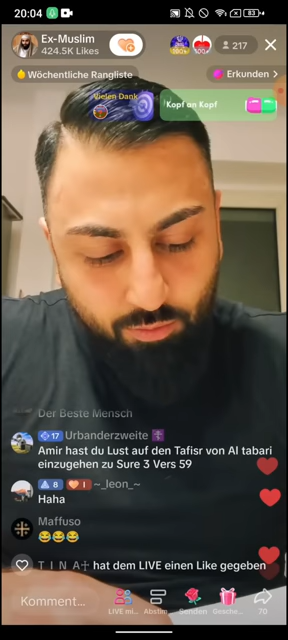 20:04
83
Ex-Muslim
424.5K Likes
217
Wöchentliche Rangliste
Erkunden >
Vielen Dank
Kopf an Kopf
Der Beste Mensch
17 Urbanderzweite
Amir hast du Lust auf den Tafisr von Al tabari
einzugehen zu Sure 3 Vers 59
8 I ~_leon_~
Haha
Maffuso
😂😂😂
T I N A☩ hat dem LIVE einen Like gegeben
Komment...
LIVE mi...
Abstim
Senden
Gesche...
70